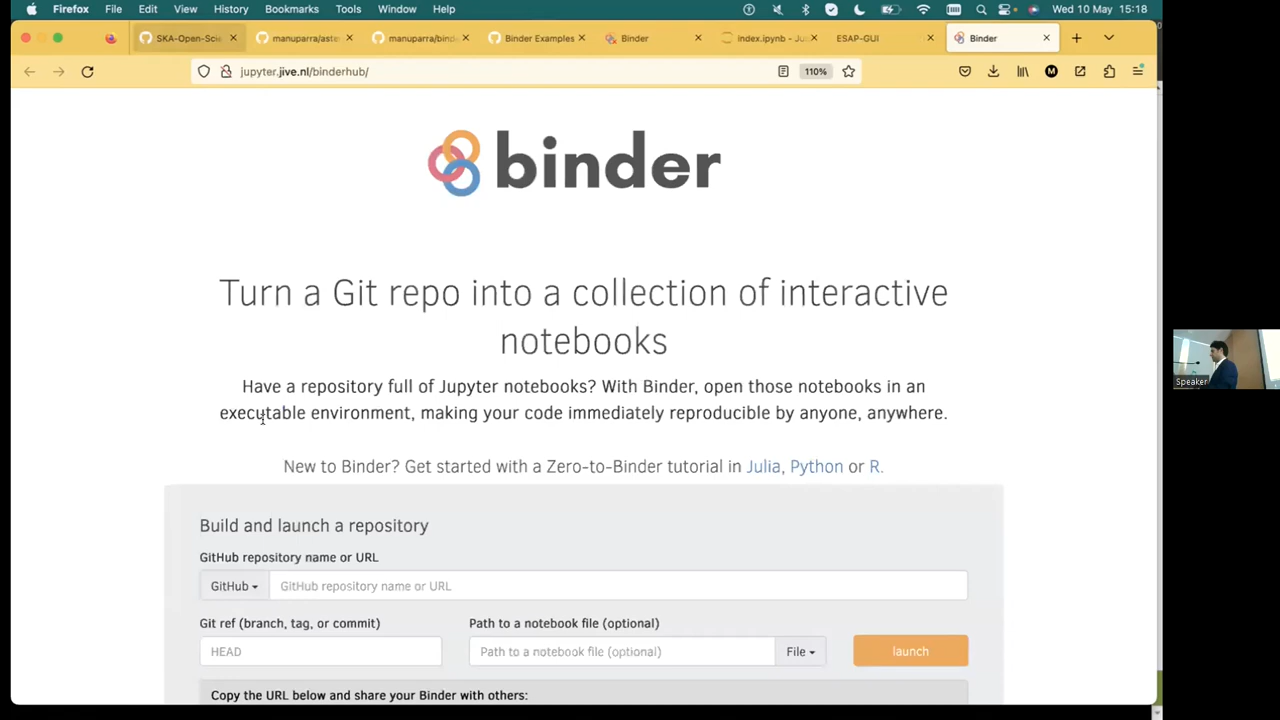 Firefox File Edit View History Bookmarks Tools Window Help Wed 10 May 15:18
SKA-Open-Scie manuparra/aste manuparra/bind Binder Examples Binder index.ipynb - Ju ESAP-GUI Binder
jupyter.jive.nl/binderhub/ 110% M
binder
Turn a Git repo into a collection of interactive
notebooks
Have a repository full of Jupyter notebooks? With Binder, open those notebooks in an
executable environment, making your code immediately reproducible by anyone, anywhere.
New to Binder? Get started with a Zero-to-Binder tutorial in Julia, Python or R.
Build and launch a repository
GitHub repository name or URL
GitHub GitHub repository name or URL
Git ref (branch, tag, or commit) Path to a notebook file (optional)
HEAD Path to a notebook file (optional) File launch
Copy the URL below and share your Binder with others:
Speaker